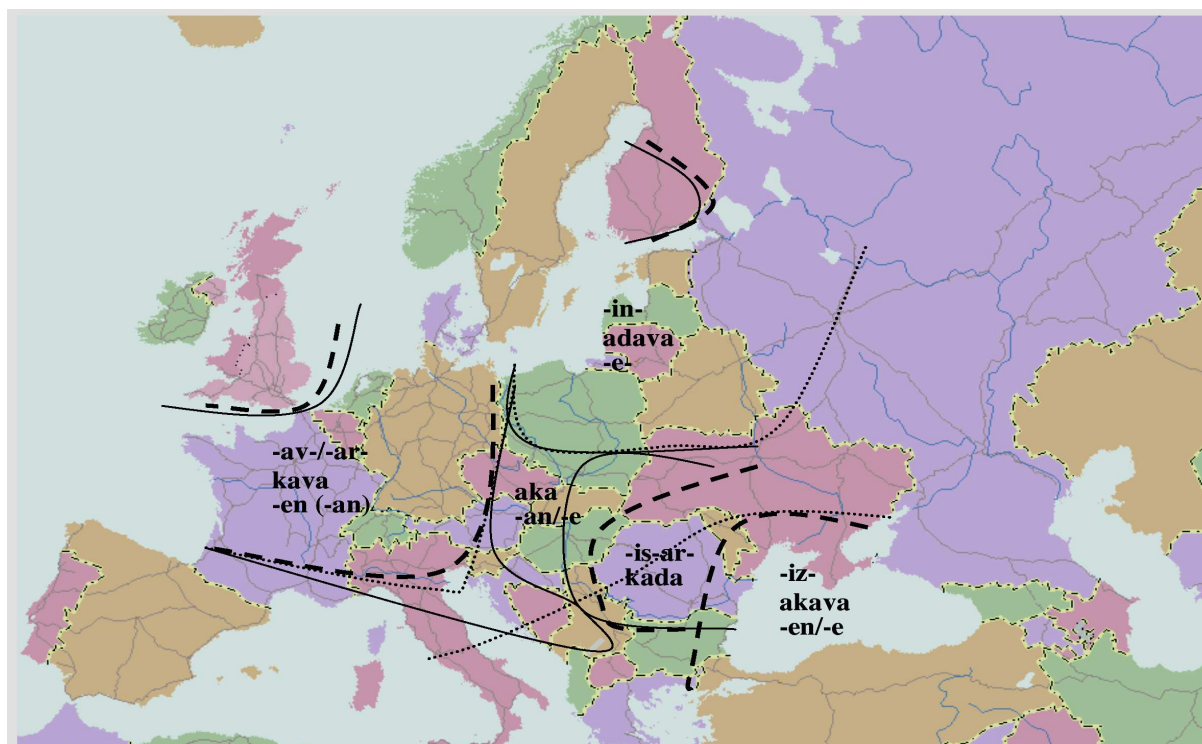 -in-
adava
-e-
-av-/-ar-
kava
-en (-an)
aka
-an/-e
-is-ar-
kada
-iz-
akava
-en/-e